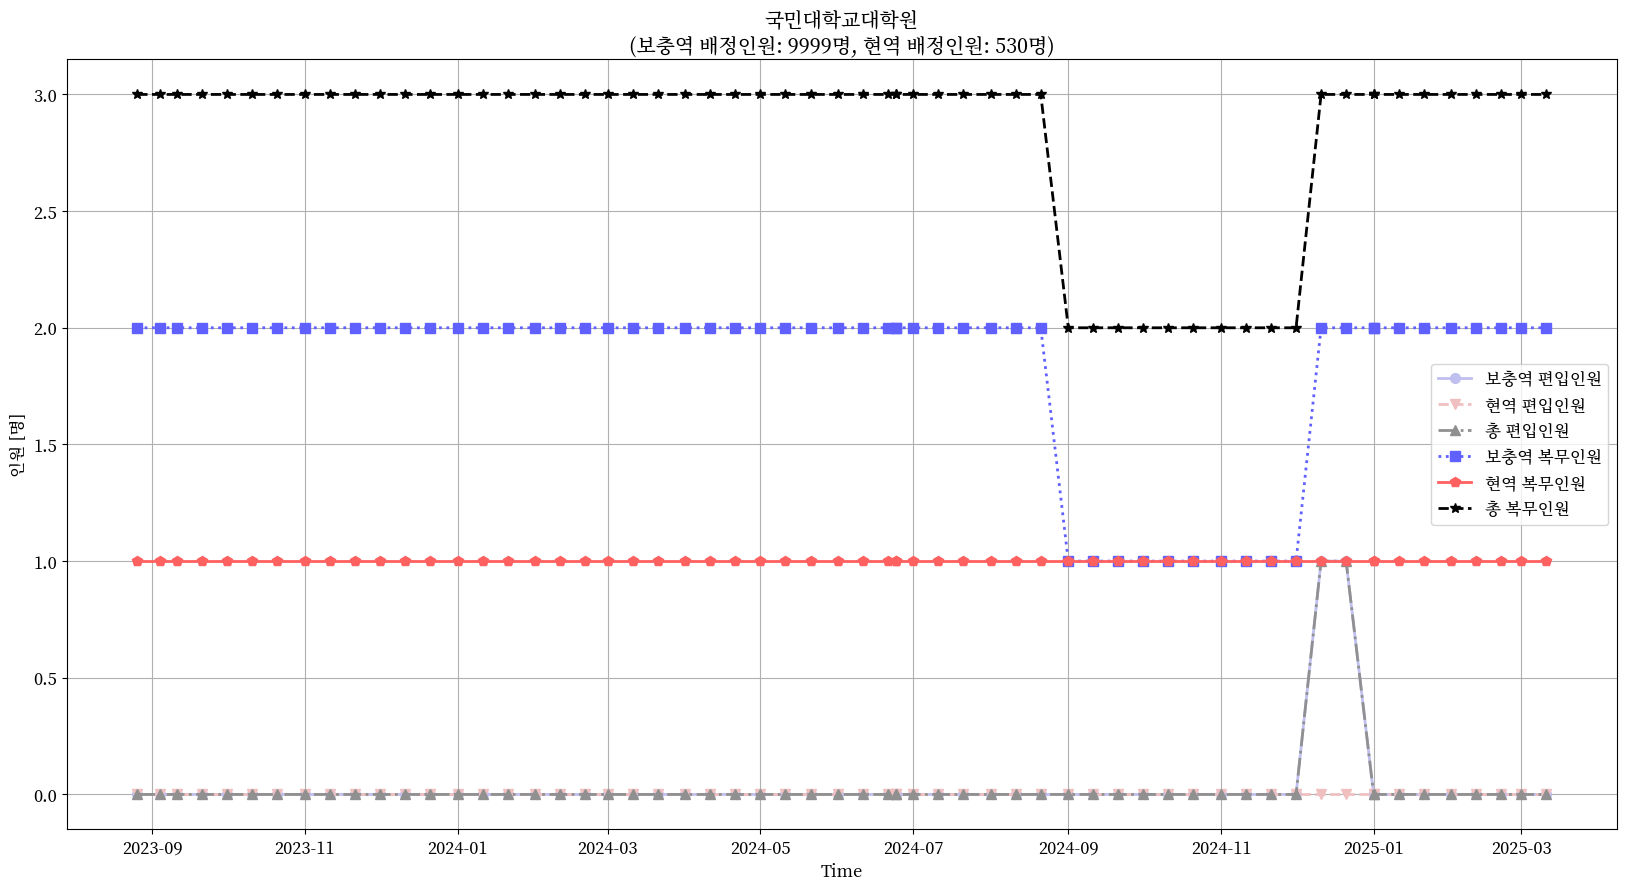 국민대학교대학원
(보충역 배정인원: 9999명, 현역 배정인원: 530명)
3.0
2.5
2.0
1.5
1.0
0.5
0.0
인원 [명]
보충역 편입인원
현역 편입인원
총 편입인원
보충역 복무인원
현역 복무인원
총 복무인원
2023-09
2023-11
2024-01
2024-03
2024-05
2024-07
2024-09
2024-11
2025-01
2025-03
Time